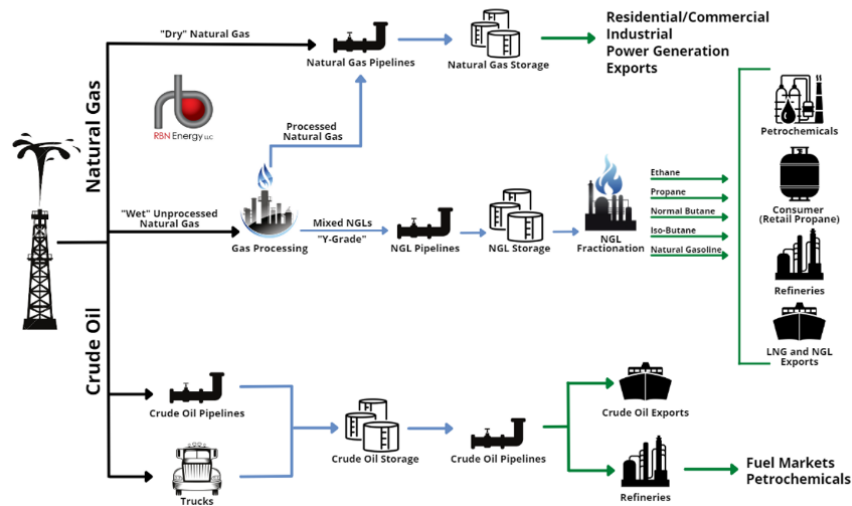 Natural Gas
Crude Oil
"Dry" Natural Gas
Natural Gas Pipelines
Natural Gas Storage
Residential/Commercial
Industrial
Power Generation
Exports
RBN Energy LLC
Processed
Natural Gas
"Wet" Unprocessed
Natural Gas
Gas Processing
Mixed NGLs
"Y-Grade"
NGL Pipelines
NGL Storage
NGL
Fractionation
Ethane
Propane
Normal Butane
Iso-Butane
Natural Gasoline
Petrochemicals
Consumer
(Retail Propane)
Refineries
LNG and NGL
Exports
Crude Oil Pipelines
Trucks
Crude Oil Storage
Crude Oil Pipelines
Crude Oil Exports
Refineries
Fuel Markets
Petrochemicals